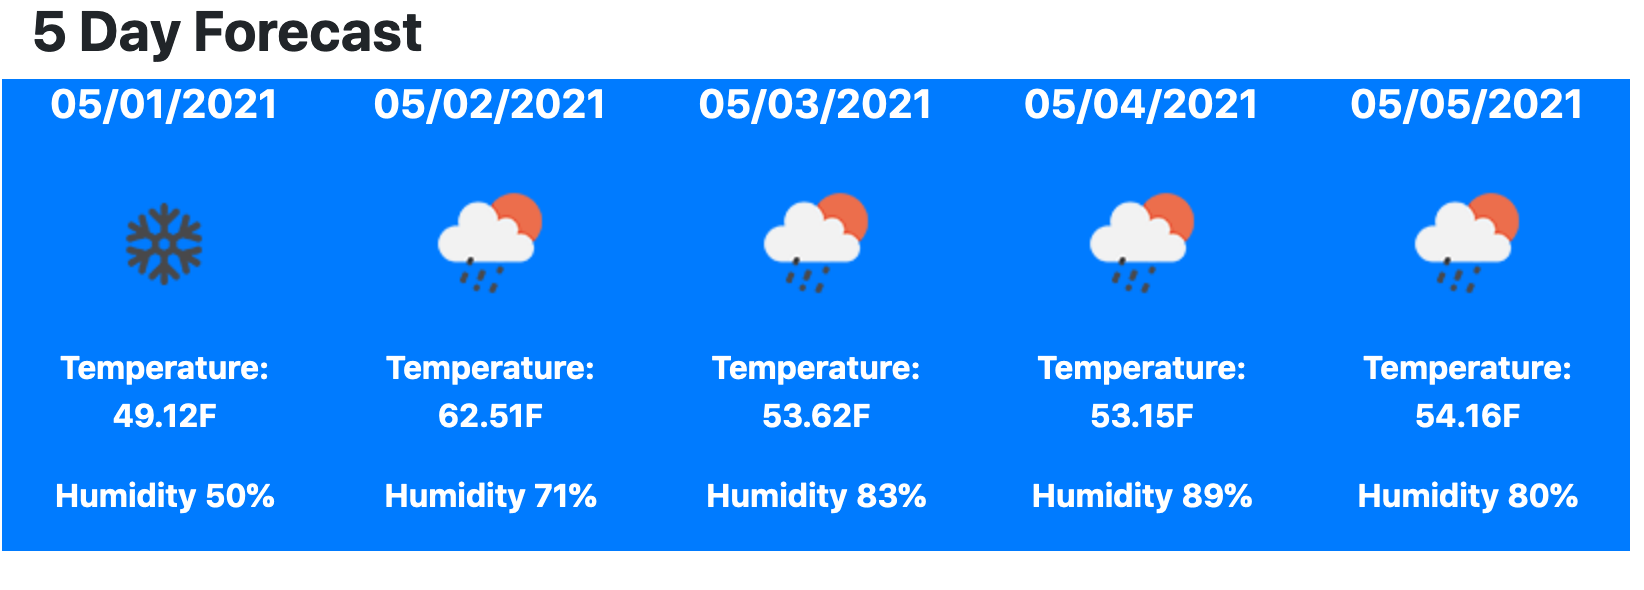 5 Day Forecast
05/01/2021 05/02/2021 05/03/2021 05/04/2021 05/05/2021
Temperature: Temperature: Temperature: Temperature: Temperature:
49.12F 62.51F 53.62F 53.15F 54.16F
Humidity 50% Humidity 71% Humidity 83% Humidity 89% Humidity 80%